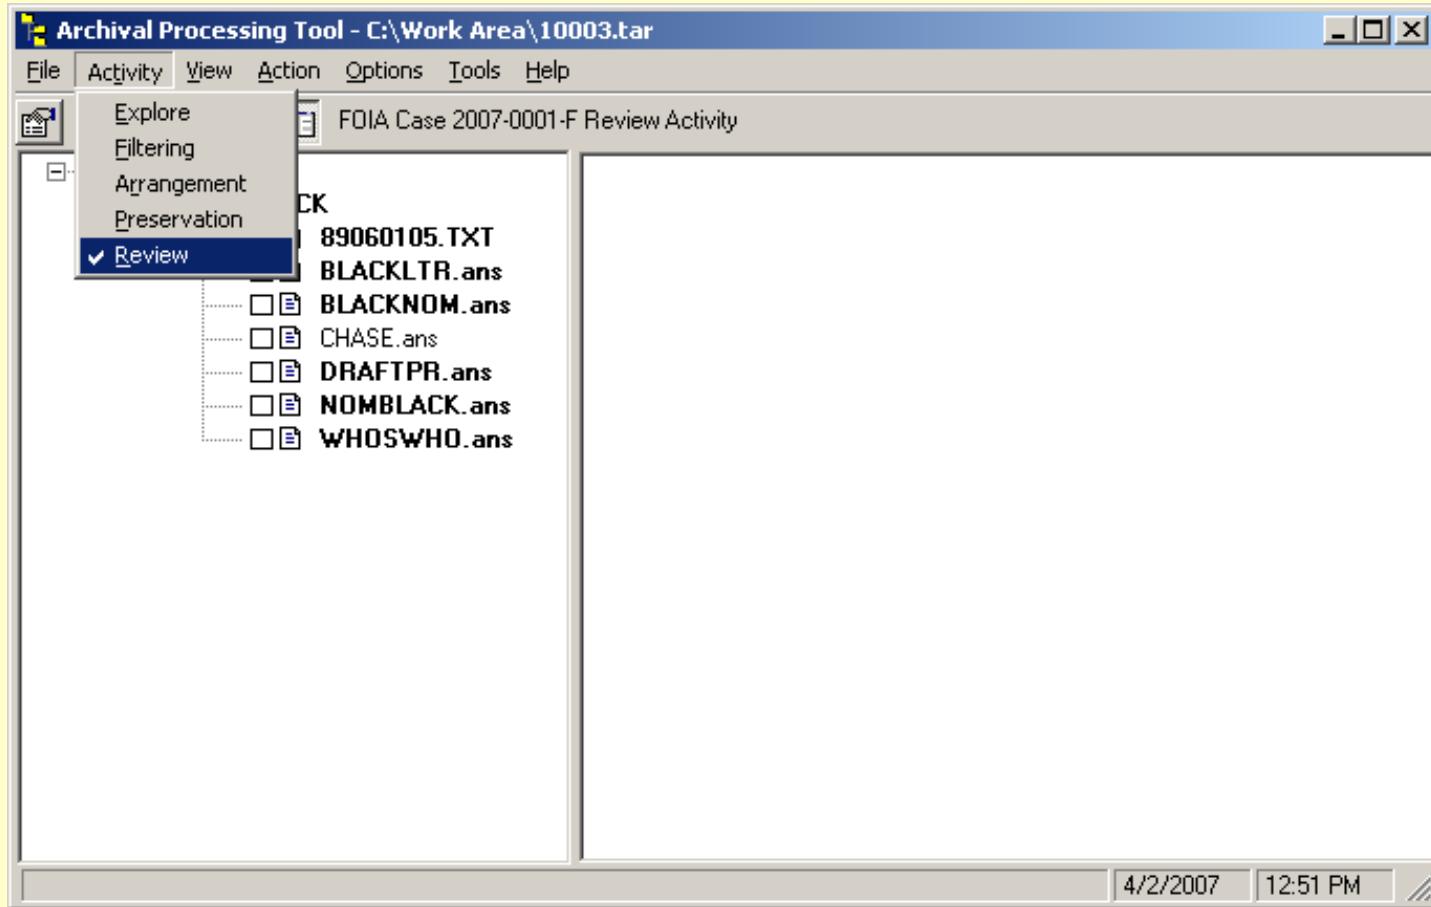 Archival Processing Tool - C:\Work Area\10003.tar
File Activity View Action Options Tools Help
FOIA Case 2007-0001-F Review Activity
Explore
Filtering
Arrangement
Preservation
Review
CK
89060105.TXT
BLACKLTR.ans
BLACKNOM.ans
CHASE.ans
DRAFTPR.ans
NOMBLACK.ans
WHOSWHO.ans
4/2/2007 12:51 PM